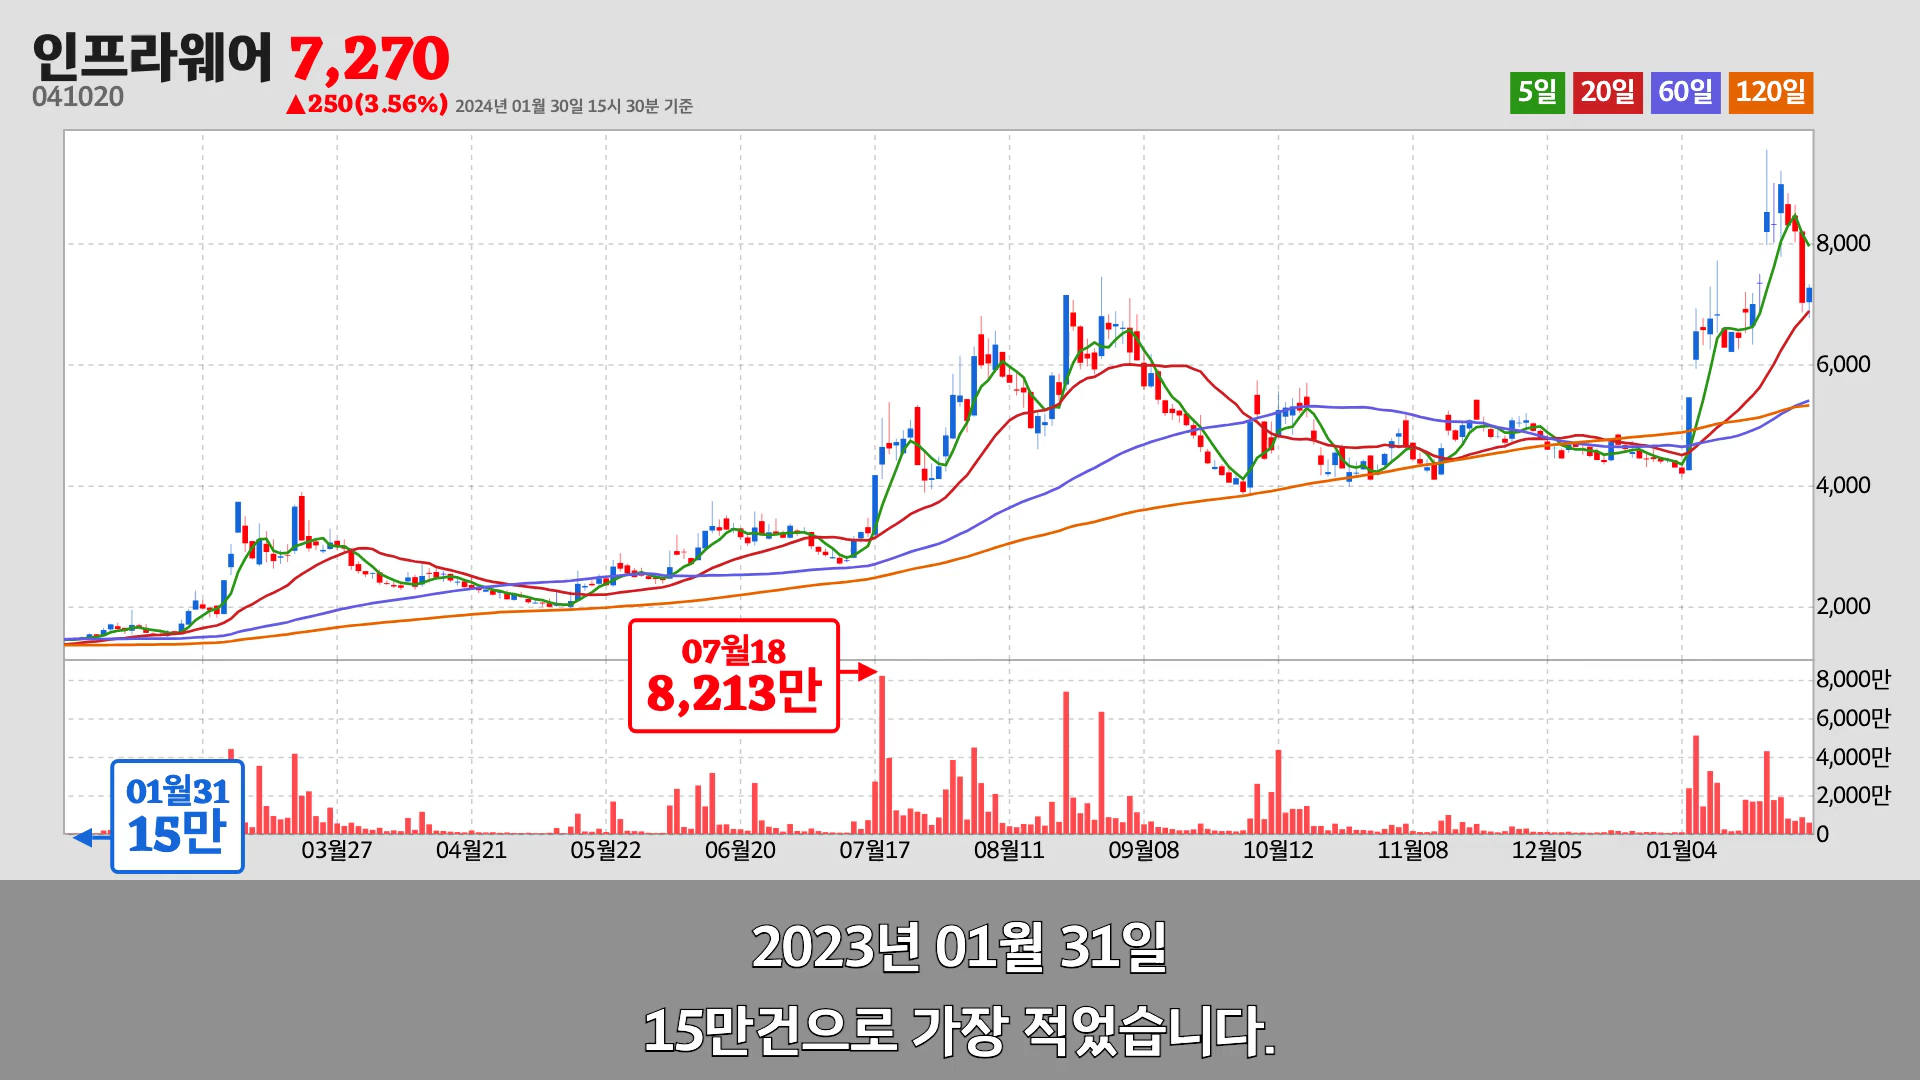 인프라웨어 7,270
041020
▲250(3.56%) 2024년 01월 30일 15시 30분 기준
5일 20일 60일 120일
8,000
6,000
4,000
2,000
07월18
8,213만
8,000만
6,000만
4,000만
2,000만
0
01월31
15만
03월27 04월21 05월22 06월20 07월17 08월11 09월08 10월12 11월08 12월05 01월04
2023년 01월 31일
15만건으로 가장 적었습니다.